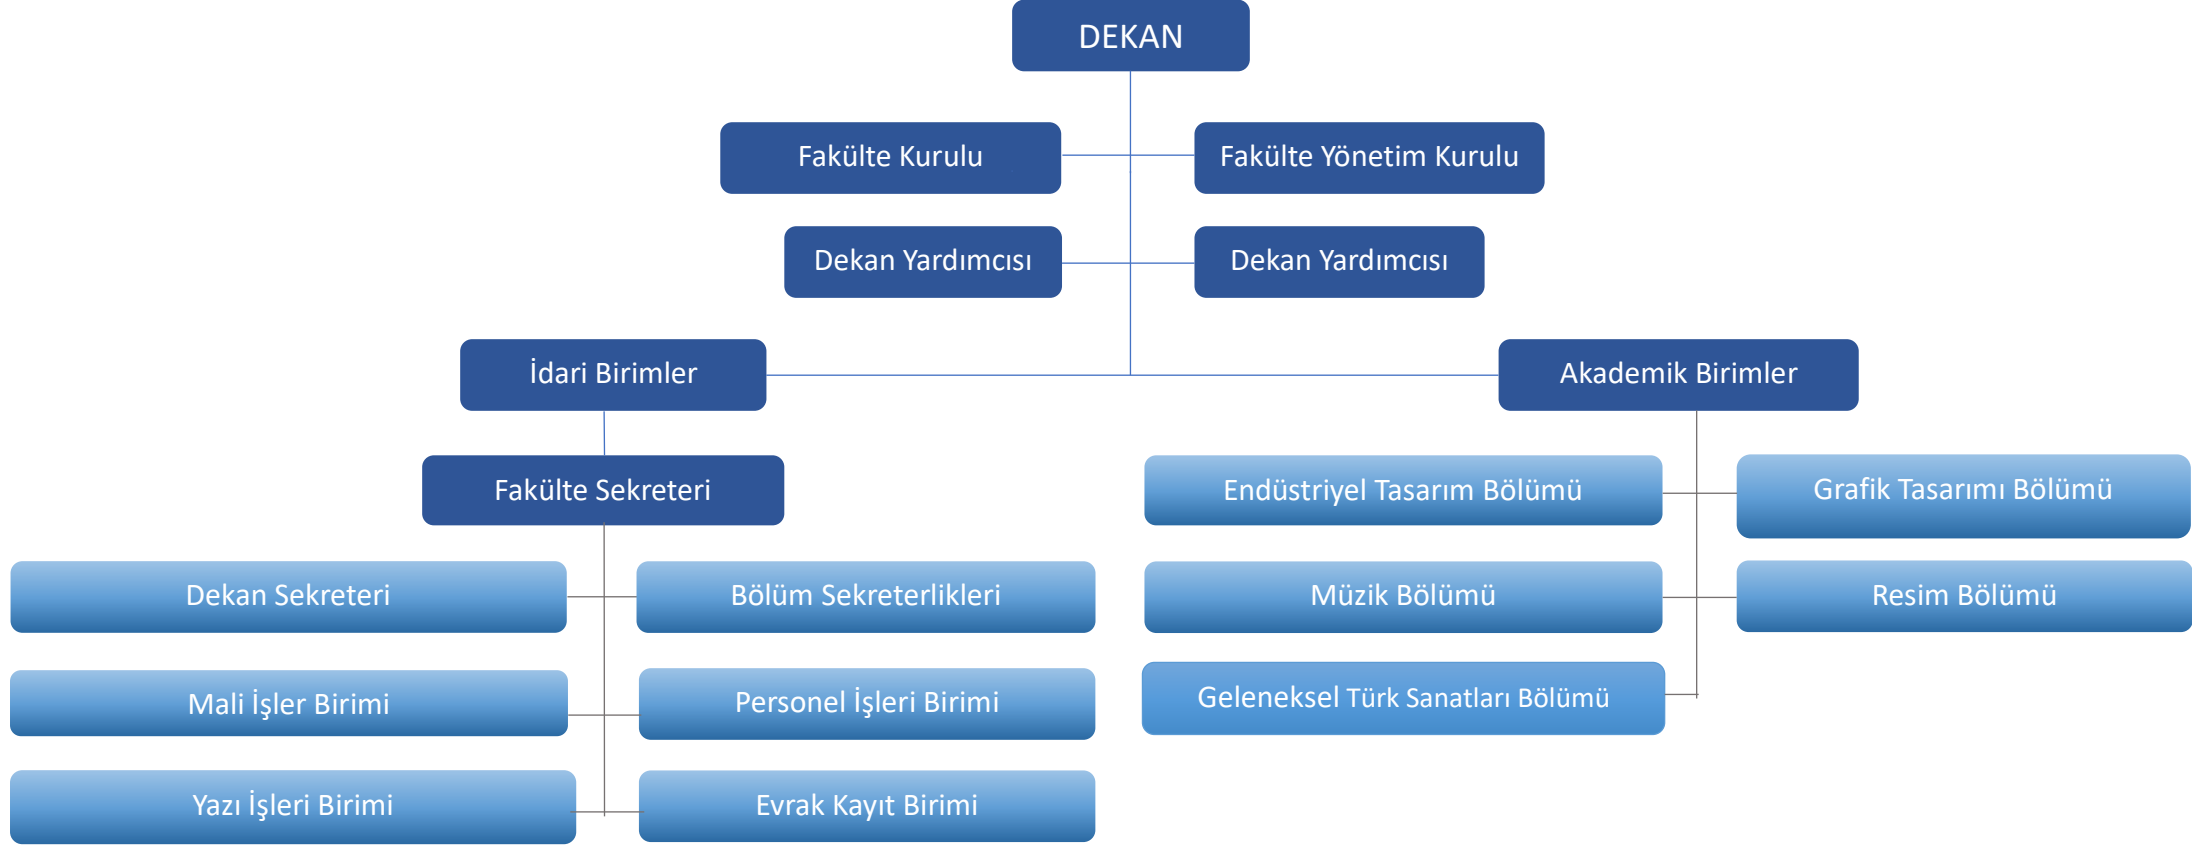 DEKAN
Fakülte Kurulu
Fakülte Yönetim Kurulu
Dekan Yardımcısı
Dekan Yardımcısı
İdari Birimler
Akademik Birimler
Fakülte Sekreteri
Endüstriyel Tasarım Bölümü
Grafik Tasarımı Bölümü
Dekan Sekreteri
Bölüm Sekreterlikleri
Müzik Bölümü
Resim Bölümü
Mali İşler Birimi
Personel İşleri Birimi
Geleneksel Türk Sanatları Bölümü
Yazı İşleri Birimi
Evrak Kayıt Birimi